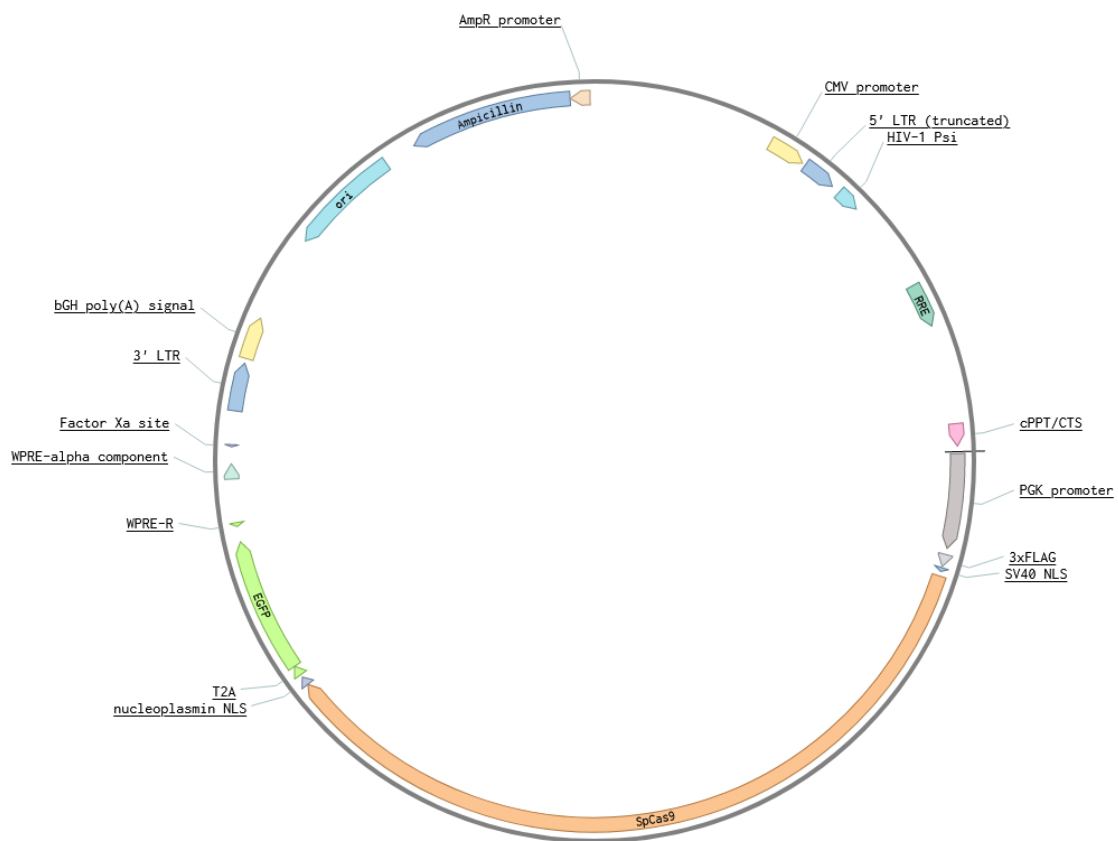 AmpR promoter
CMV promoter
5' LTR (truncated)
HIV-1 Psi
RRE
cPPT/CTS
PGK promoter
3xFLAG
SV40 NLS
SpCas9
nucleoplasmin NLS
T2A
EGFP
WPRE-R
WPRE-alpha component
Factor Xa site
3' LTR
bGH poly(A) signal
ori
Ampicillin